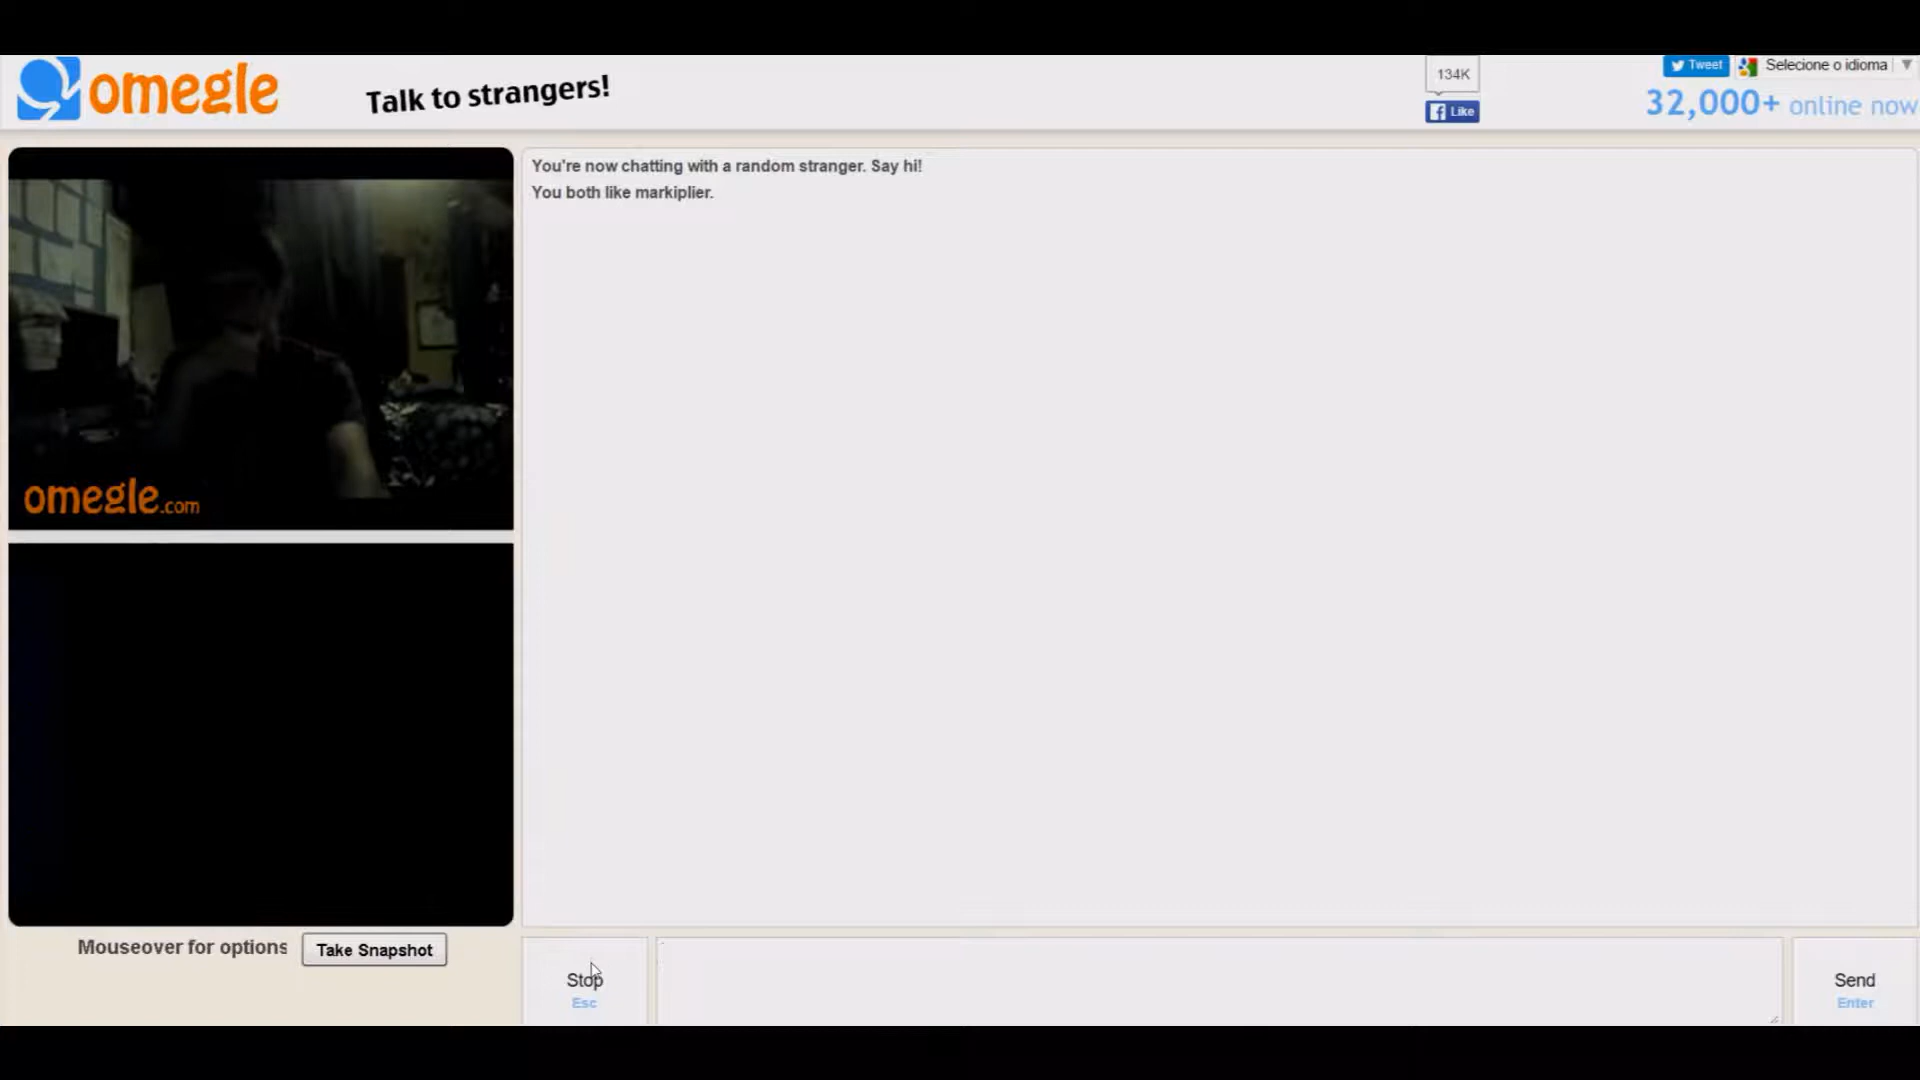 omegle
Talk to strangers!
134K
Like
Tweet
Selecione o idioma
32,000+ online now
You're now chatting with a random stranger. Say hi!
You both like markiplier.
omegle.com
Mouseover for options
Take Snapshot
Stop
Esc
Send
Enter